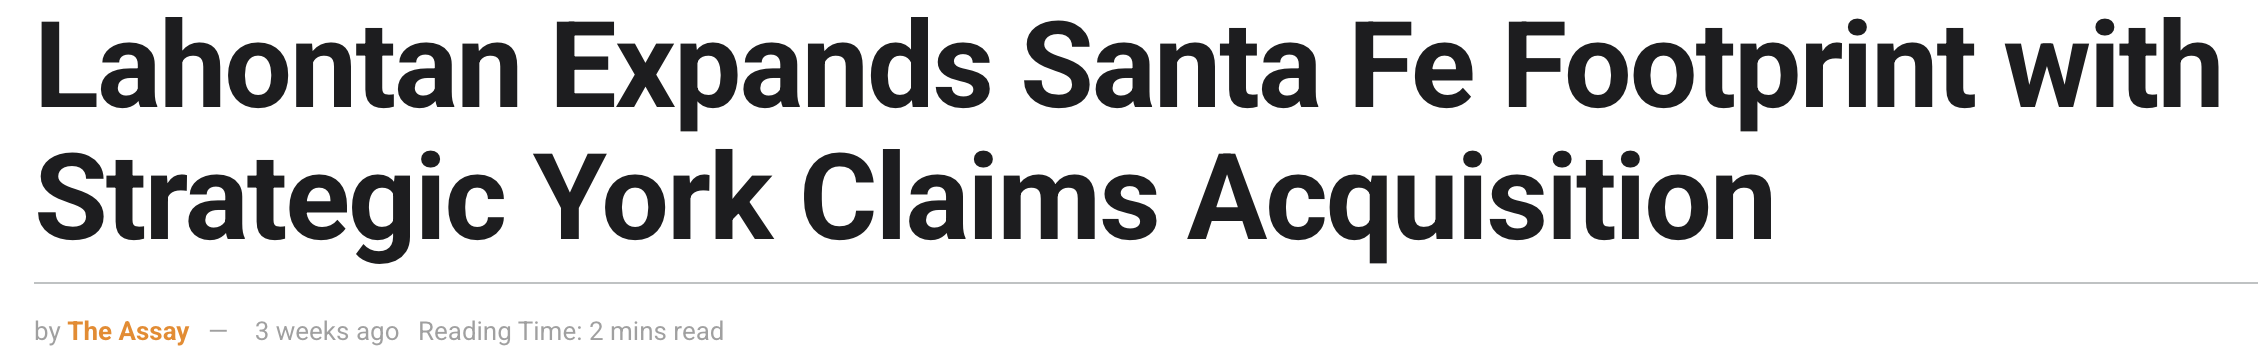 Lahontan Expands Santa Fe Footprint with
Strategic York Claims Acquisition
by The Assay — 3 weeks ago Reading Time: 2 mins read